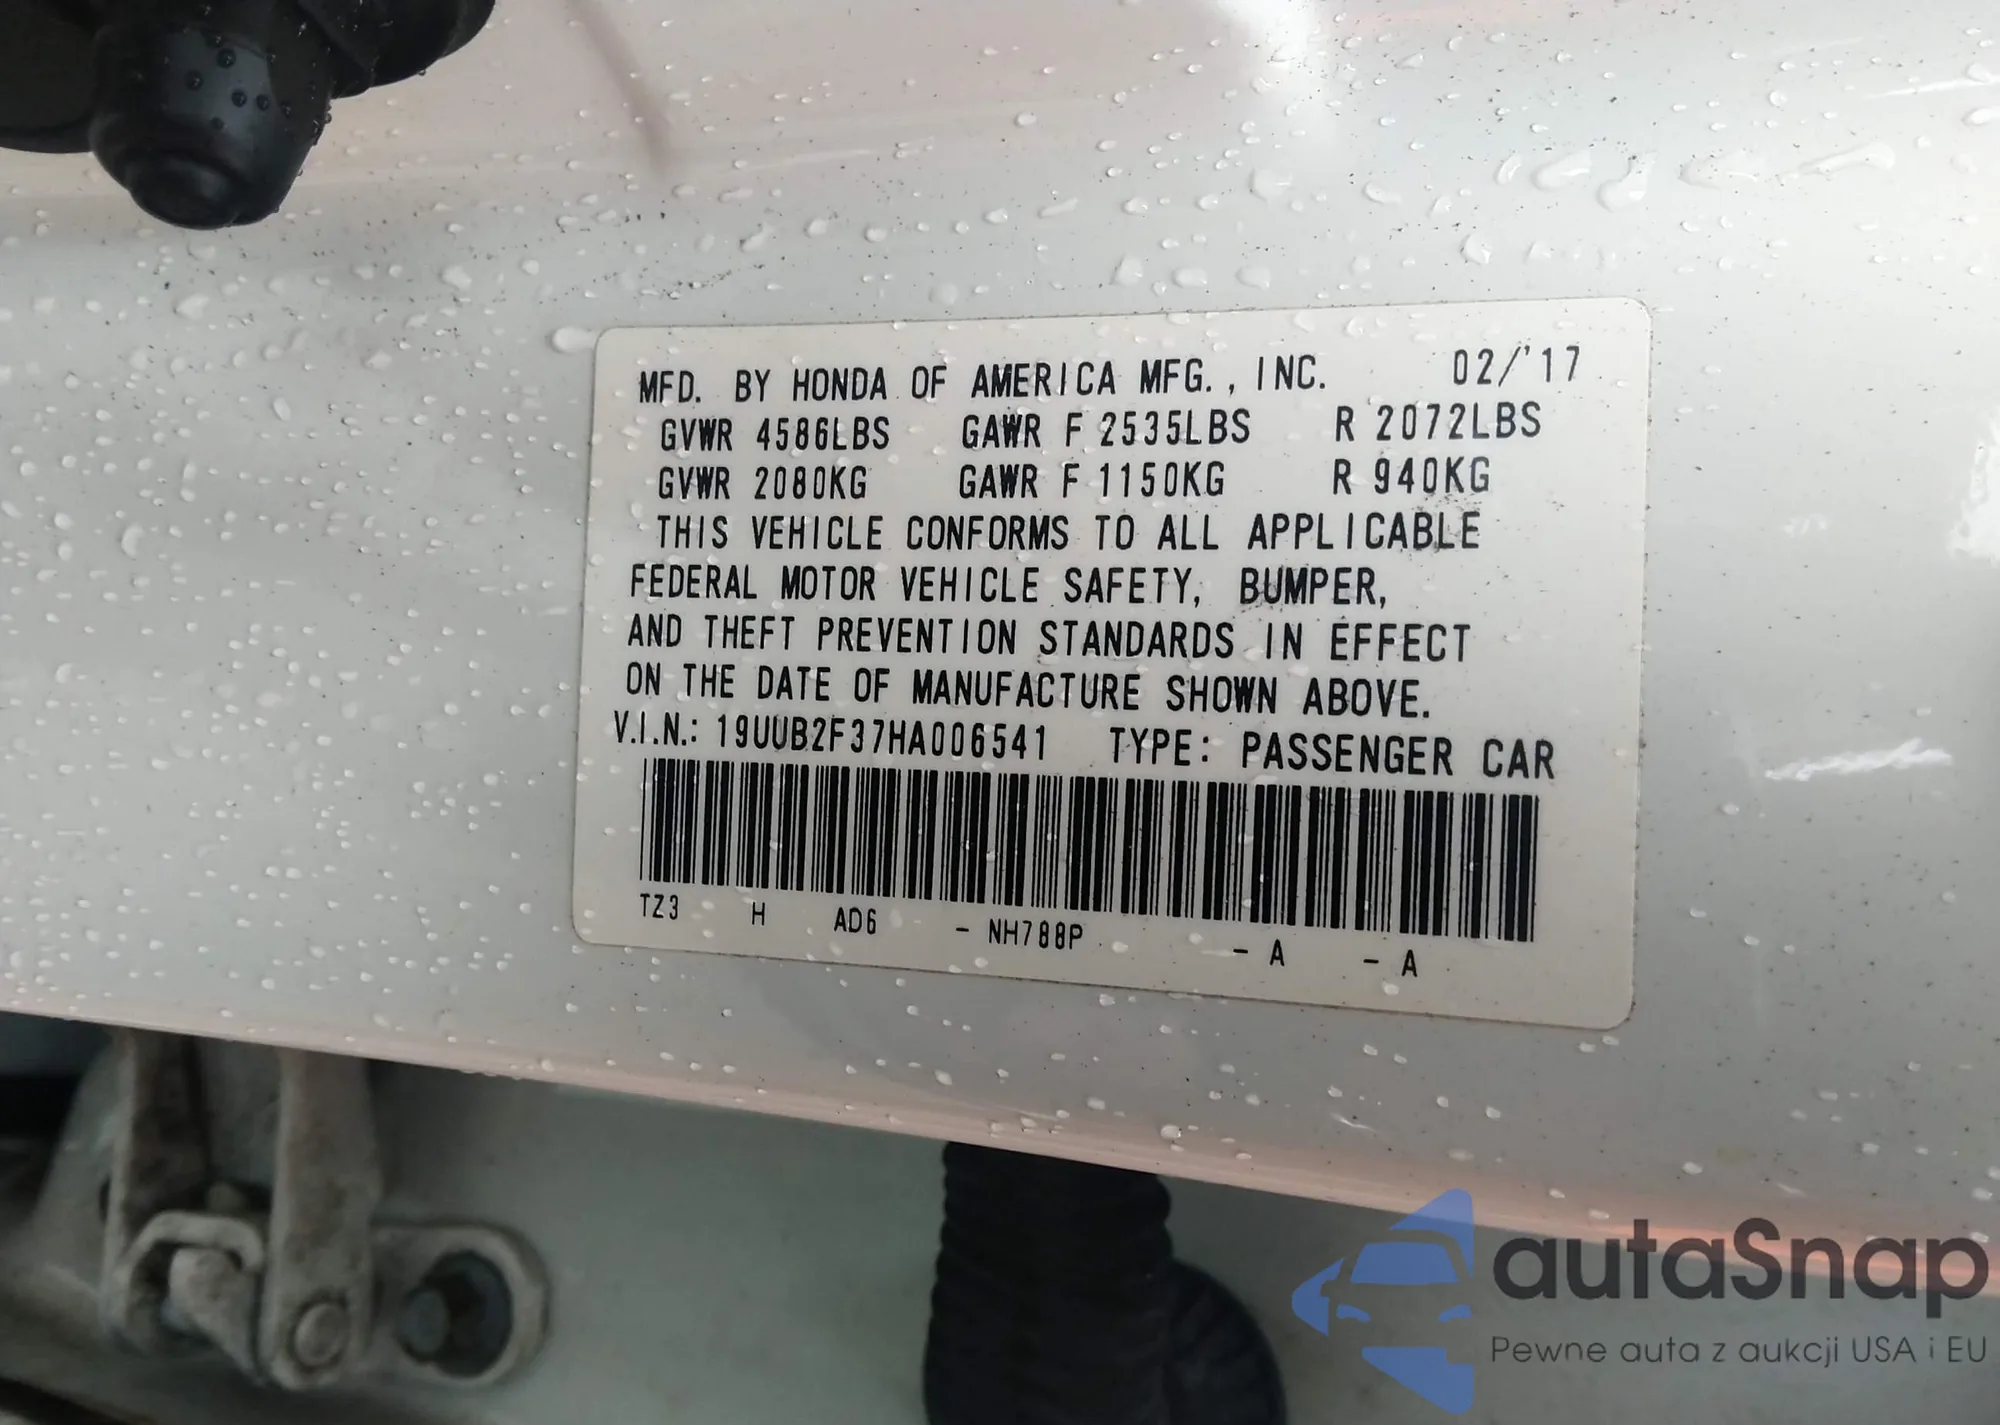 MFD. BY HONDA OF AMERICA MFG., INC. 02/'17
GVWR 4586LBS GAWR F 2535LBS R 2072LBS
GVWR 2080KG GAWR F 1150KG R 940KG
THIS VEHICLE CONFORMS TO ALL APPLICABLE
FEDERAL MOTOR VEHICLE SAFETY, BUMPER,
AND THEFT PREVENTION STANDARDS IN EFFECT
ON THE DATE OF MANUFACTURE SHOWN ABOVE.
V.I.N.: 19UUB2F37HA006541 TYPE: PASSENGER CAR
TZ3 H AD6 - NH788P - A - A
autaSnap
Pewne auta z aukcji USA i EU